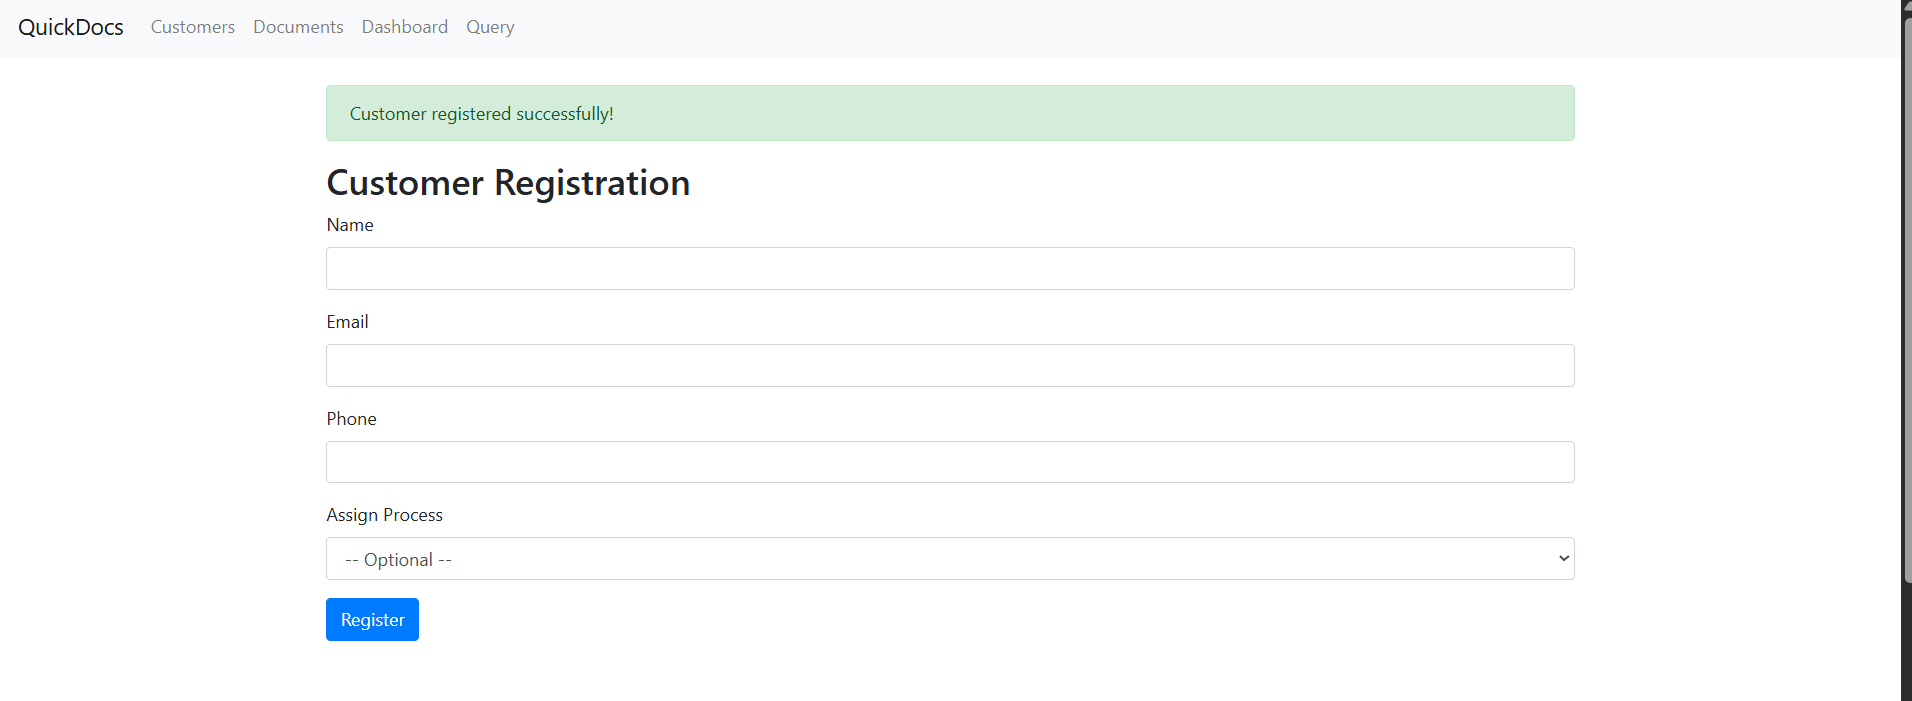 QuickDocs Customers Documents Dashboard Query
Customer registered successfully!
Customer Registration
Name
Email
Phone
Assign Process
-- Optional --
Register